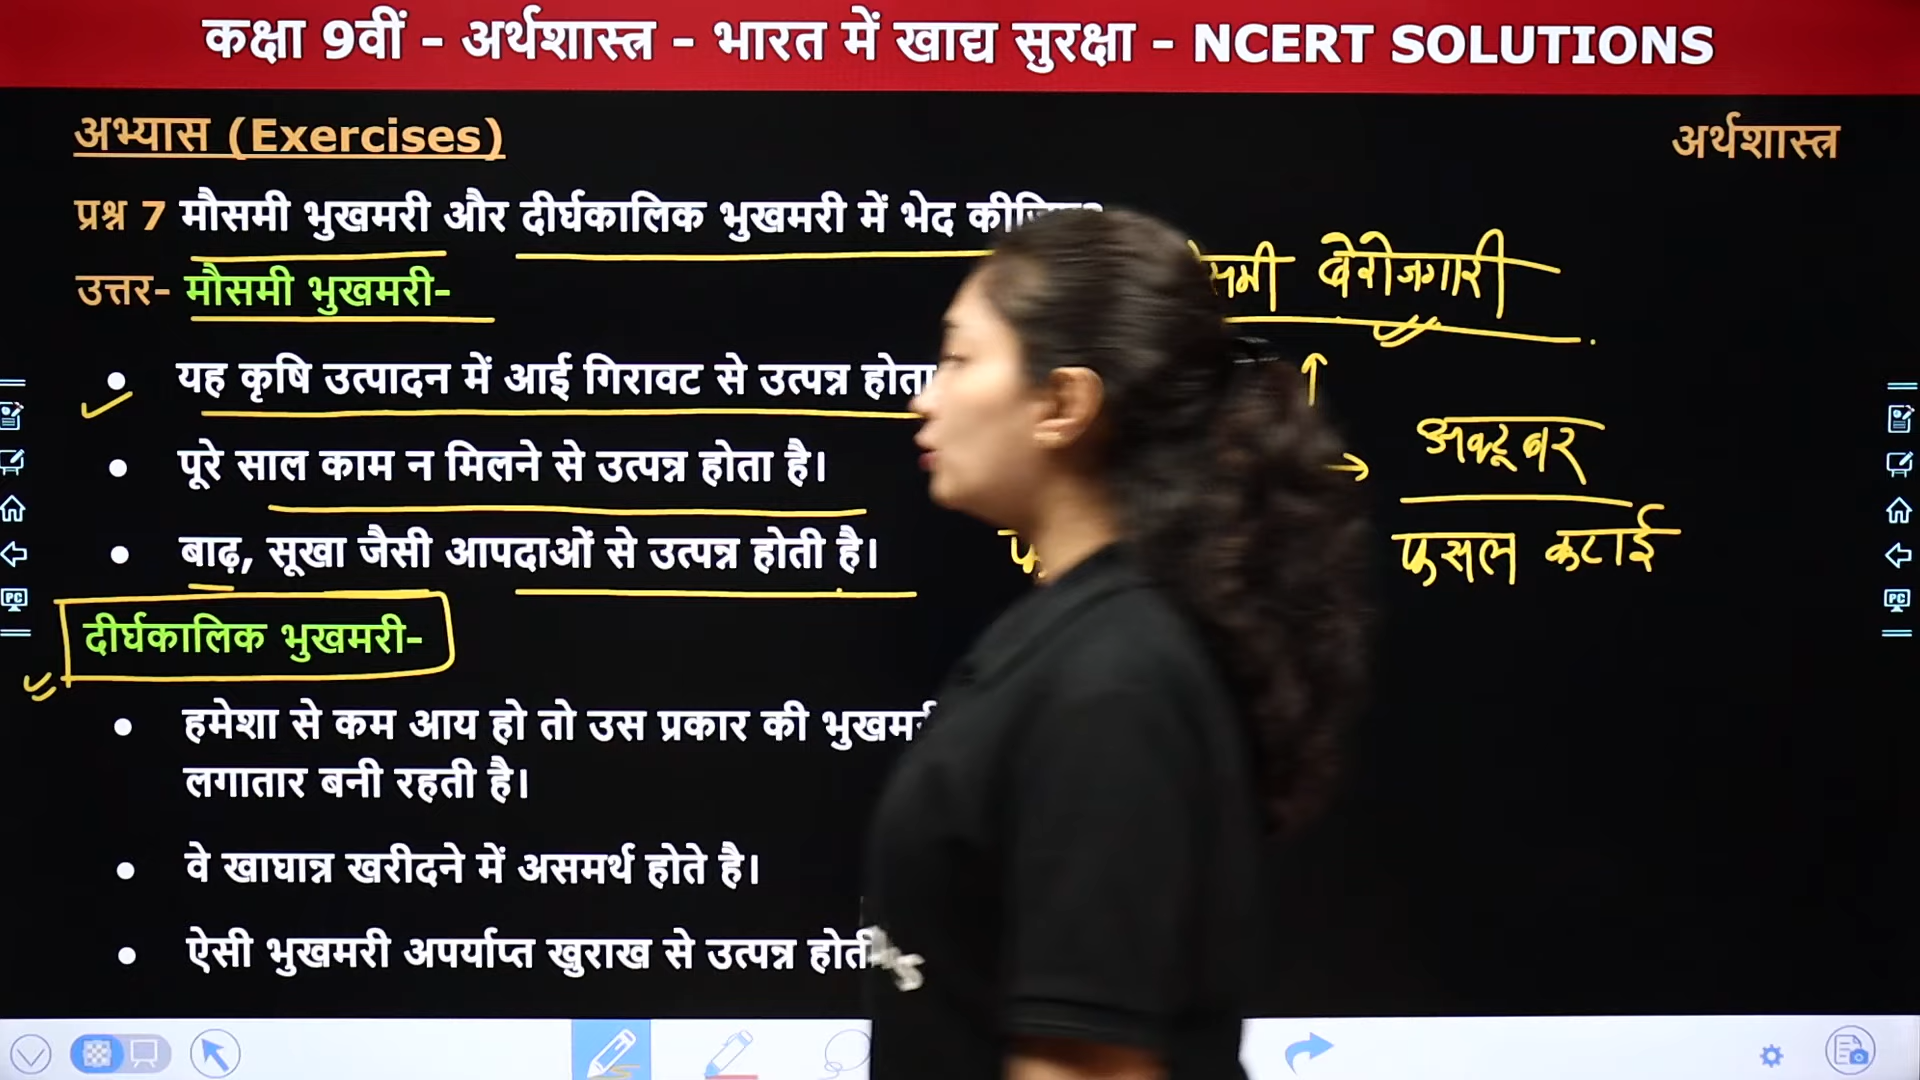 कक्षा 9वीं - अर्थशास्त्र - भारत में खाद्य सुरक्षा - NCERT SOLUTIONS
अभ्यास (Exercises)
अर्थशास्त्र
प्रश्न 7 मौसमी भुखमरी और दीर्घकालिक भुखमरी में भेद
उत्तर- मौसमी भुखमरी-
बेरोजगारी
यह कृषि उत्पादन में आई गिरावट से उत्पन्न होता
अक्टूबर
पूरे साल काम न मिलने से उत्पन्न होता है।
बाढ़, सूखा जैसी आपदाओं से उत्पन्न होती है।
फसल कटाई
दीर्घकालिक भुखमरी-
हमेशा से कम आय हो तो उस प्रकार की
लगातार बनी रहती है।
वे खाघान्न खरीदने में असमर्थ होते है।
ऐसी भुखमरी अपर्याप्त खुराख से उत्पन्न होती
PC
PC